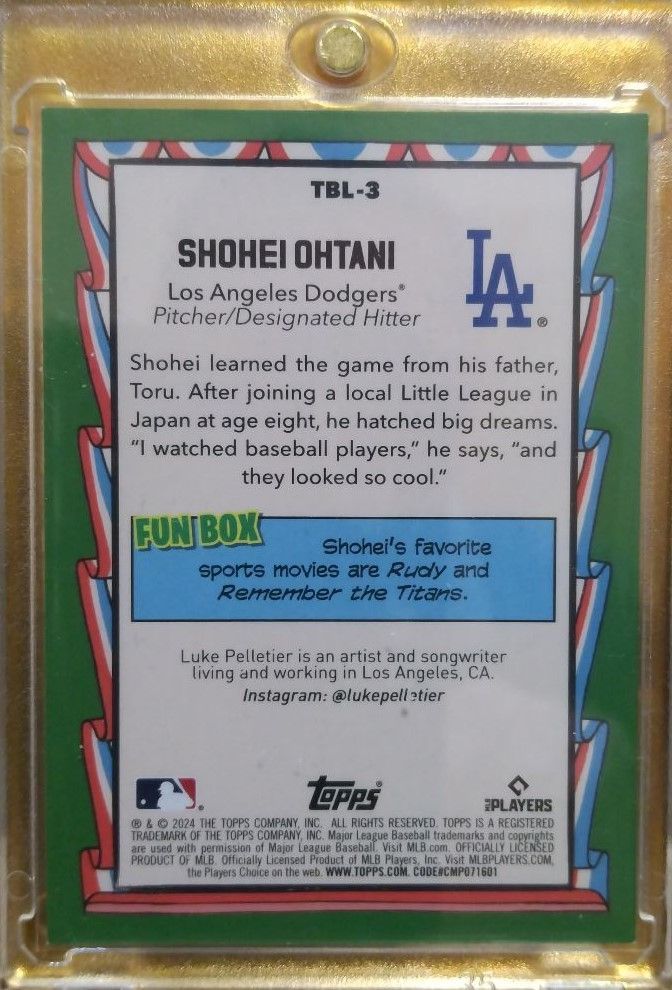 TBL-3
SHOHEI OHTANI
LA®
Los Angeles Dodgers®
Pitcher/Designated Hitter
Shohei learned the game from his father,
Toru. After joining a local Little League in
Japan at age eight, he hatched big dreams.
“I watched baseball players,” he says, “and
they looked so cool.”
FUN BOX
Shohei's favorite
sports movies are Rudy and
Remember the Titans.
Luke Pelletier is an artist and songwriter
living and working in Los Angeles, CA.
Instagram: @lukepelletier
topps®
MLB PLAYERS
® & © 2024 THE TOPPS COMPANY, INC. ALL RIGHTS RESERVED. TOPPS IS A REGISTERED
TRADEMARK OF THE TOPPS COMPANY, INC. Major League Baseball trademarks and copyrights
are used with permission of Major League Baseball. Visit MLB.com. OFFICIALLY LICENSED
PRODUCT OF MLB. Officially Licensed Product of MLB Players, Inc. Visit MLBPLAYERS.COM,
the Players Choice on the web. WWW.TOPPS.COM. CODE#CMP071601